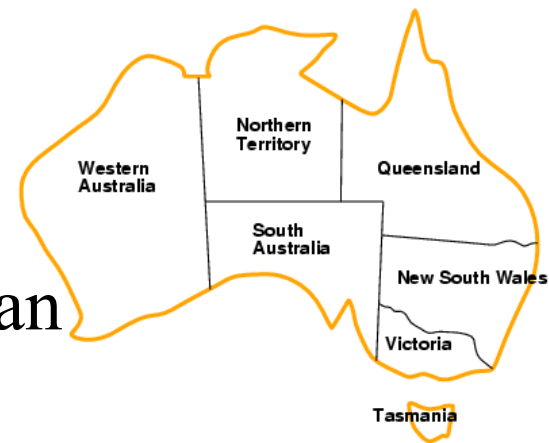 Northern
Territory
Western
Australia
Queensland
South
Australia
New South Wales
an
Victoria
Tasmania